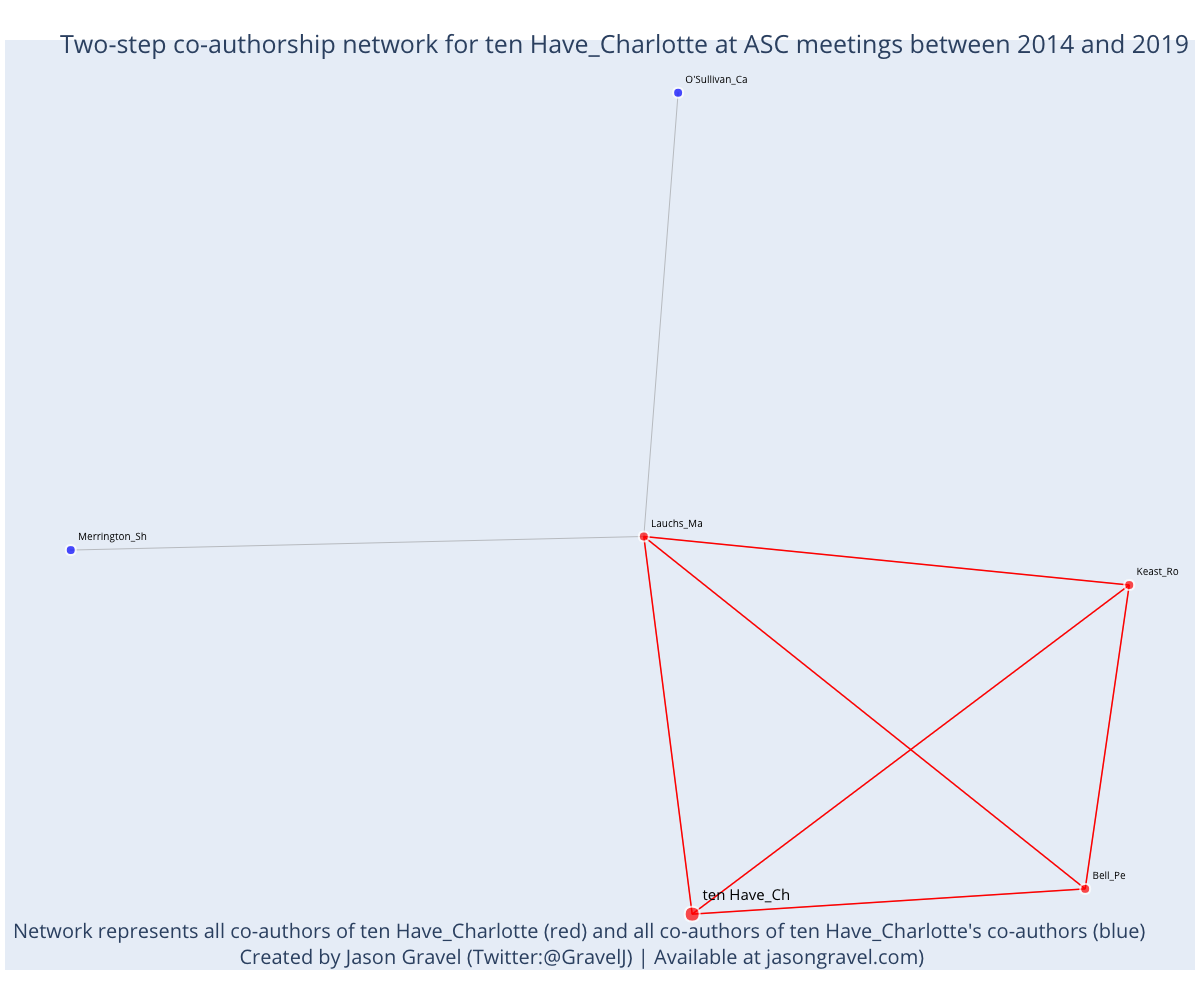 Two-step co-authorship network for ten Have_Charlotte at ASC meetings between 2014 and 2019
O'Sullivan_Ca
Lauchs_Ma
Merrington_Sh
Keast_Ro
Bell_Pe
ten Have_Ch
Network represents all co-authors of ten Have_Charlotte (red) and all co-authors of ten Have_Charlotte's co-authors (blue)
Created by Jason Gravel (Twitter:@GravelJ) | Available at jasongravel.com)